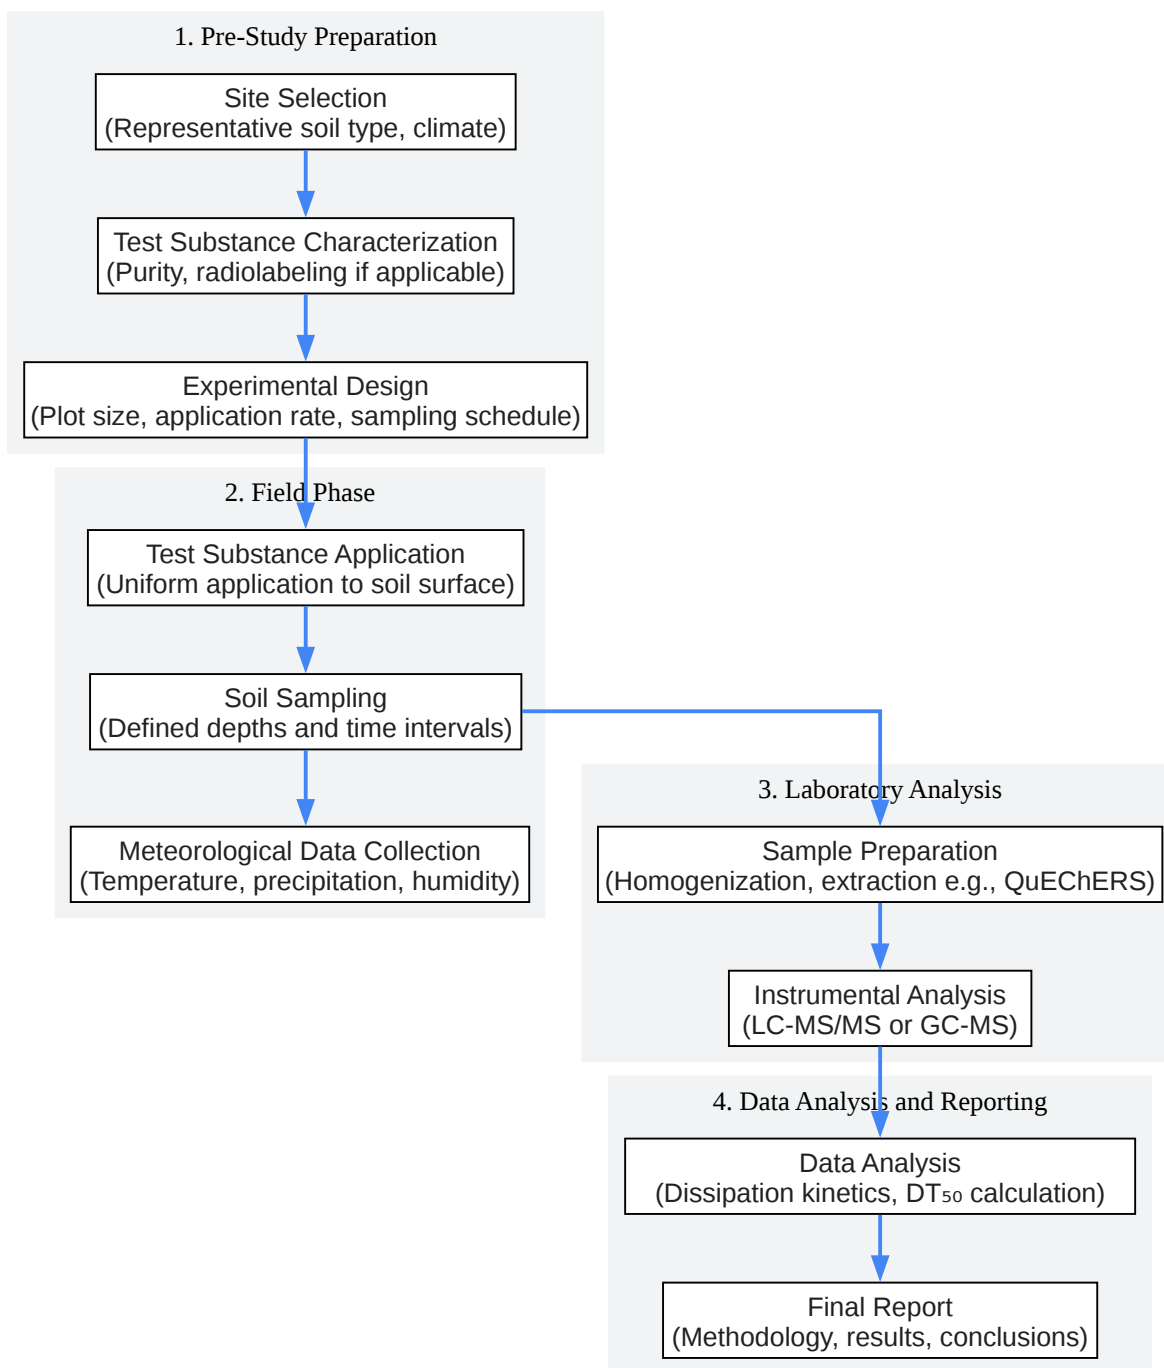 1. Pre-Study Preparation
Site Selection
(Representative soil type, climate)
Test Substance Characterization
(Purity, radiolabeling if applicable)
Experimental Design
(Plot size, application rate, sampling schedule)
2. Field Phase
Test Substance Application
(Uniform application to soil surface)
Soil Sampling
(Defined depths and time intervals)
Meteorological Data Collection
(Temperature, precipitation, humidity)
3. Laboratory Analysis
Sample Preparation
(Homogenization, extraction e.g., QuEChERS)
Instrumental Analysis
(LC-MS/MS or GC-MS)
4. Data Analysis and Reporting
Data Analysis
(Dissipation kinetics, DT₅₀ calculation)
Final Report
(Methodology, results, conclusions)